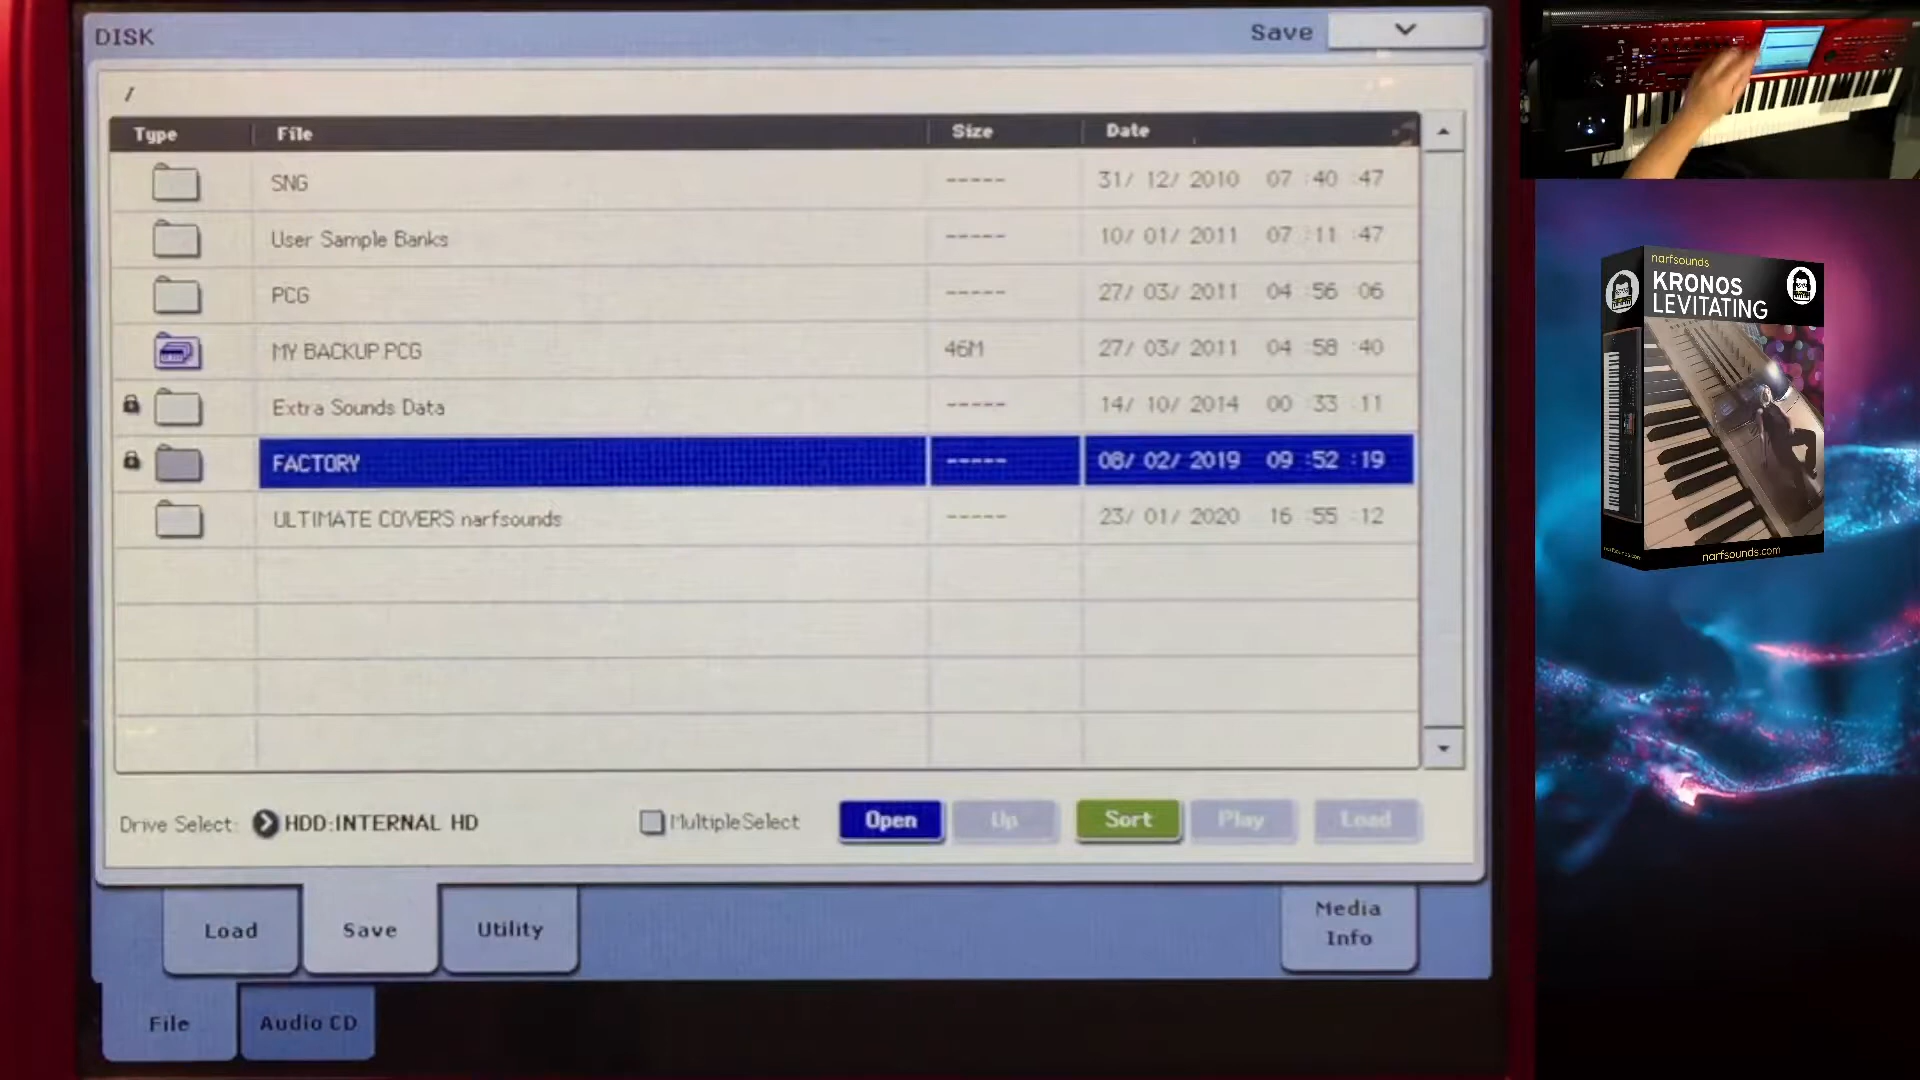 DISK
Save
/
Type File Size Date
SNG ----- 31/ 12/ 2010 07 :40 :47
User Sample Banks ----- 10/ 01/ 2011 07 :11 :47
PCG ----- 27/ 03/ 2011 04 :56 :06
MY BACKUP.PCG 46M 27/ 03/ 2011 04 :58 :40
Extra Sounds Data ----- 14/ 10/ 2014 00 :33 :11
FACTORY ----- 08/ 02/ 2019 09 :52 :19
ULTIMATE COVERS narfsounds ----- 23/ 01/ 2020 16 :55 :12
Drive Select: HDD:INTERNAL HD MultipleSelect Open Up Sort Play Load
Load Save Utility Media Info
File Audio CD
narfsounds
KRONOS
LEVITATING
narfsounds.com
narfsounds.com